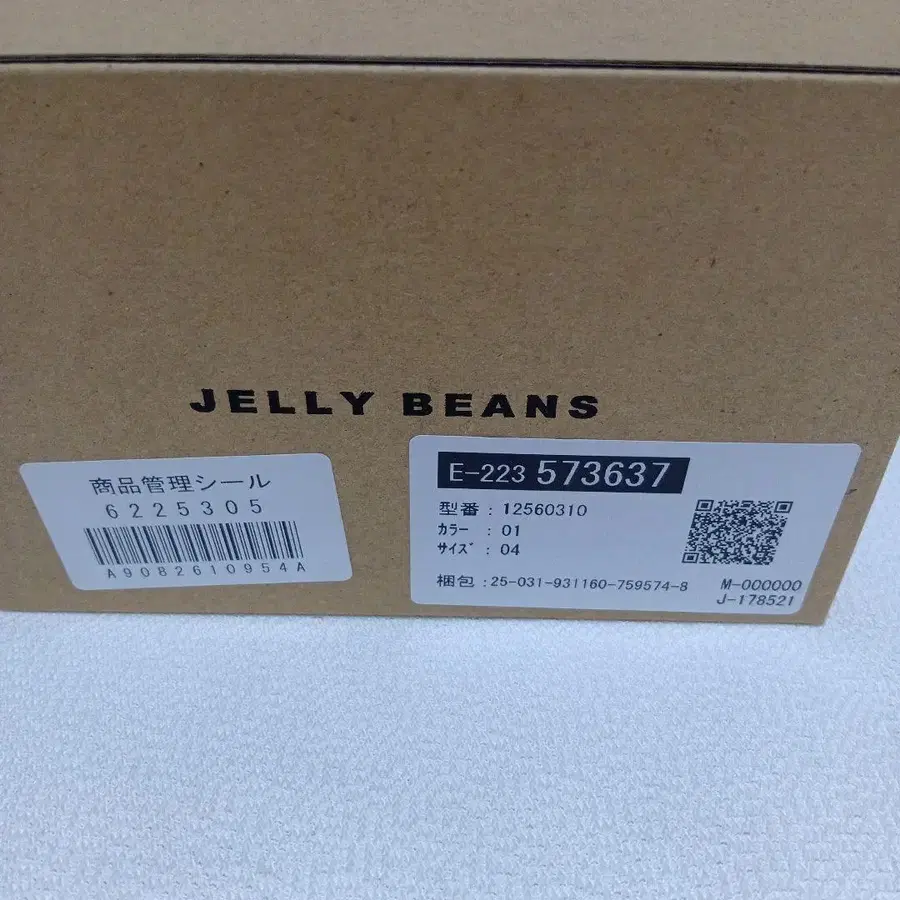 JELLY BEANS
商品管理シール
6225305
A9082610954A
E-223 573637
型番 : 12560310
ｶﾗｰ : 01
ｻｲｽﾞ : 04
梱包 : 25-031-931160-759574-8
M-000000
J-178521